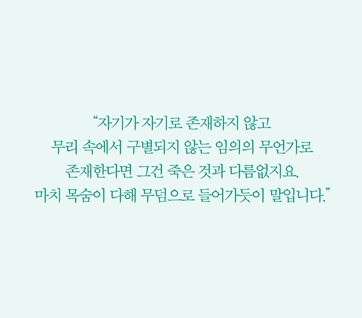 “자기가 자기로 존재하지 않고
무리 속에서 구별되지 않는 임의의 무언가로
존재한다면 그건 죽은 것과 다름없지요.
마치 목숨이 다해 무덤으로 들어가듯이 말입니다.”